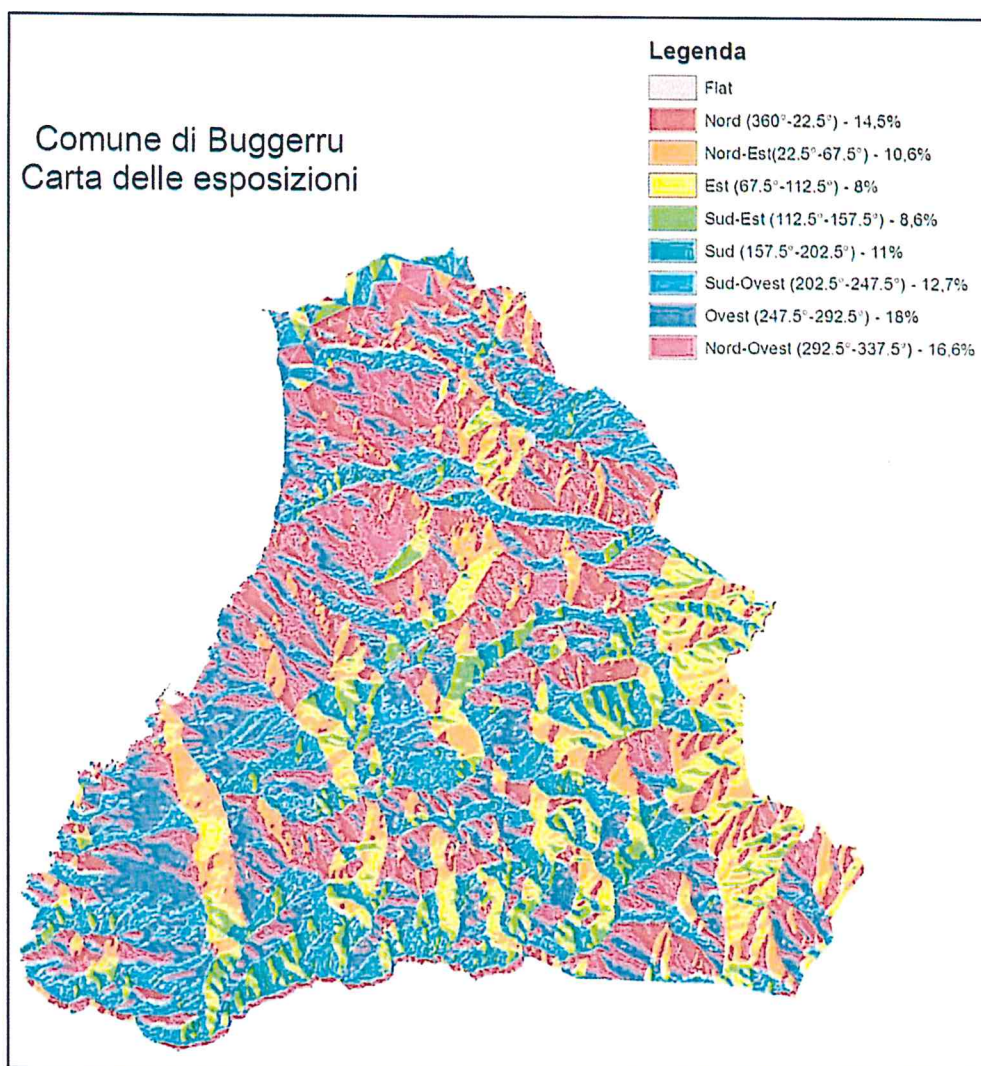 Comune di Buggerru
Carta delle esposizioni
Legenda
Flat
Nord (360°-22.5°) - 14,5%
Nord-Est(22.5°-67.5°) - 10,6%
Est (67.5°-112.5°) - 8%
Sud-Est (112.5°-157.5°) - 8,6%
Sud (157.5°-202.5°) - 11%
Sud-Ovest (202.5°-247.5°) - 12,7%
Ovest (247.5°-292.5°) - 18%
Nord-Ovest (292.5°-337.5°) - 16,6%